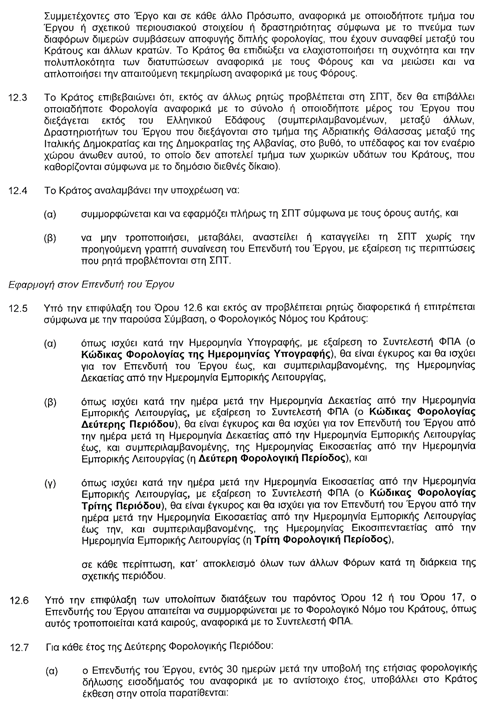 Συμμετέχοντες στο Έργο και σε κάθε άλλο Πρόσωπο, αναφορικά με οποιοδήποτε τμήμα του
Έργου ή σχετικού περιουσιακού στοιχείου ή δραστηριότητας σύμφωνα με το πνεύμα των
διαφόρων διμερών συμβάσεων αποφυγής διπλής φορολογίας, που έχουν συναφθεί μεταξύ του
Κράτους και άλλων κρατών. Το Κράτος θα επιδιώξει να ελαχιστοποιήσει τη συχνότητα και την
πολυπλοκότητα των διατυπώσεων αναφορικά με τους Φόρους και να μειώσει και να
απλοποιήσει την απαιτούμενη τεκμηρίωση αναφορικά με τους Φόρους.
12.3 Το Κράτος επιβεβαιώνει ότι, εκτός αν άλλως ρητώς προβλέπεται στη ΣΠΤ, δεν θα επιβάλλει
οποιαδήποτε Φορολογία αναφορικά με το σύνολο ή οποιοδήποτε μέρος του Έργου που
διεξάγεται εκτός του Ελληνικού Εδάφους (συμπεριλαμβανομένων, μεταξύ άλλων,
Δραστηριοτήτων του Έργου που διεξάγονται στο τμήμα της Αδριατικής Θάλασσας μεταξύ της
Ιταλικής Δημοκρατίας και της Δημοκρατίας της Αλβανίας, στο βυθό, το υπέδαφος και τον εναέριο
χώρου άνωθεν αυτού, το οποίο δεν αποτελεί τμήμα των χωρικών υδάτων του Κράτους, που
καθορίζονται σύμφωνα με το δημόσιο διεθνές δίκαιο).
12.4 Το Κράτος αναλαμβάνει την υποχρέωση να:
(α) συμμορφώνεται και να εφαρμόζει πλήρως τη ΣΠΤ σύμφωνα με τους όρους αυτής, και
(β) να μην τροποποιήσει, μεταβάλει, αναστείλει ή καταγγείλει τη ΣΠΤ χωρίς την
προηγούμενη γραπτή συναίνεση του Επενδυτή του Έργου, με εξαίρεση τις περιπτώσεις
που ρητά προβλέπονται στη ΣΠΤ.
Εφαρμογή στον Επενδυτή του Έργου
12.5 Υπό την επιφύλαξη του Όρου 12.6 και εκτός αν προβλέπεται ρητώς διαφορετικά ή επιτρέπεται
σύμφωνα με την παρούσα Σύμβαση, ο Φορολογικός Νόμος του Κράτους:
(α) όπως ισχύει κατά την Ημερομηνία Υπογραφής, με εξαίρεση το Συντελεστή ΦΠΑ (ο
Κώδικας Φορολογίας της Ημερομηνίας Υπογραφής), θα είναι έγκυρος και θα ισχύει
για τον Επενδυτή του Έργου έως, και συμπεριλαμβανομένης, της Ημερομηνίας
Δεκαετίας από την Ημερομηνία Εμπορικής Λειτουργίας,
(β) όπως ισχύει κατά την ημέρα μετά την Ημερομηνία Δεκαετίας από την Ημερομηνία
Εμπορικής Λειτουργίας, με εξαίρεση το Συντελεστή ΦΠΑ (ο Κώδικας Φορολογίας
Δεύτερης Περιόδου), θα είναι έγκυρος και θα ισχύει για τον Επενδυτή του Έργου από
την ημέρα μετά τη Ημερομηνία Δεκαετίας από την Ημερομηνία Εμπορικής Λειτουργίας
έως, και συμπεριλαμβανομένης, της Ημερομηνίας Εικοσαετίας από την Ημερομηνία
Εμπορικής Λειτουργίας (η Δεύτερη Φορολογική Περίοδος), και
(γ) όπως ισχύει κατά την ημέρα μετά την Ημερομηνία Εικοσαετίας από την Ημερομηνία
Εμπορικής Λειτουργίας, με εξαίρεση το Συντελεστή ΦΠΑ (ο Κώδικας Φορολογίας
Τρίτης Περιόδου), θα είναι έγκυρος και θα ισχύει για τον Επενδυτή του Έργου από την
ημέρα μετά την Ημερομηνία Εικοσαετίας από την Ημερομηνία Εμπορικής Λειτουργίας
έως την, και συμπεριλαμβανομένης, της Ημερομηνίας Εικοσιπενταετίας από την
Ημερομηνία Εμπορικής Λειτουργίας (η Τρίτη Φορολογική Περίοδος),
σε κάθε περίπτωση, κατ΄ αποκλεισμό όλων των άλλων Φόρων κατά τη διάρκεια της
σχετικής περιόδου.
12.6 Υπό την επιφύλαξη των υπολοίπων διατάξεων του παρόντος Όρου 12 ή του Όρου 17, ο
Επενδυτής του Έργου απαιτείται να συμμορφώνεται με το Φορολογικό Νόμο του Κράτους, όπως
αυτός τροποποιείται κατά καιρούς, αναφορικά με το Συντελεστή ΦΠΑ.
12.7 Για κάθε έτος της Δεύτερης Φορολογικής Περιόδου:
(α) ο Επενδυτής του Έργου, εντός 30 ημερών μετά την υποβολή της ετήσιας φορολογικής
δήλωσης εισοδήματός του αναφορικά με το αντίστοιχο έτος, υποβάλλει στο Κράτος
έκθεση στην οποία παρατίθενται: